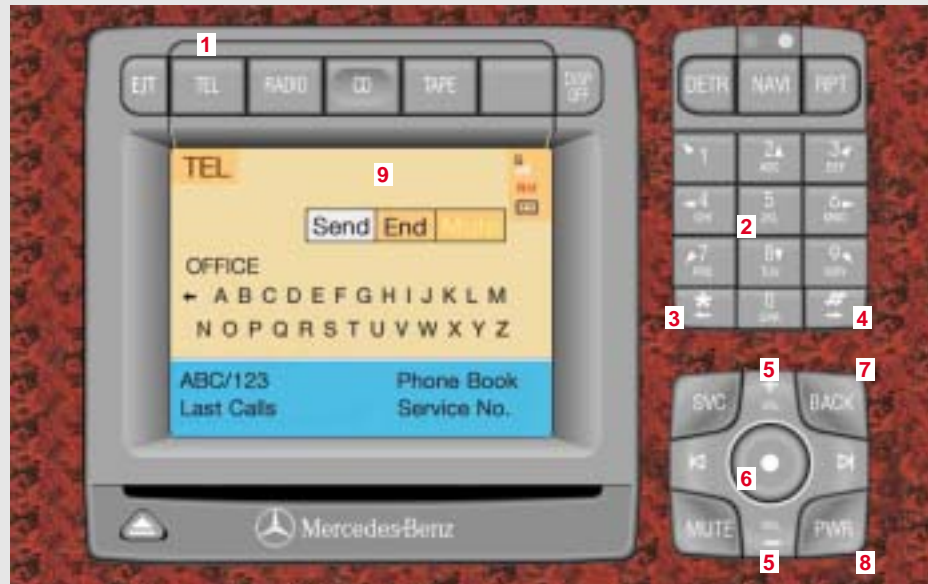 1
EJT TEL RADIO CD TAPE DISP OFF
TEL
9
Send End
OFFICE
← A B C D E F G H I J K L M
N O P Q R S T U V W X Y Z
ABC/123 Phone Book
Last Calls Service No.
Mercedes-Benz
DETR NAVI RPT
1 2 ABC 3 DEF
4 5 6
2
7 8 9
3 * 0 # 4
5 7
SVC + BACK
6
MUTE − PWR
5 8